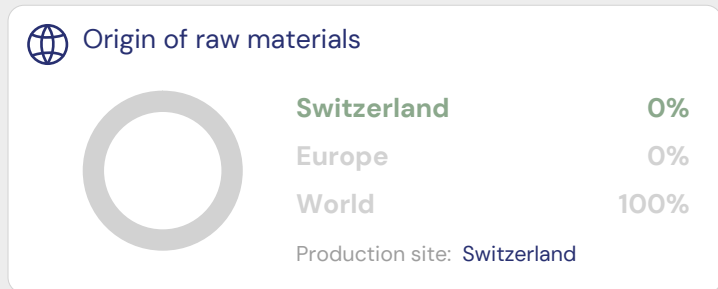 Origin of raw materials
Switzerland 0%
Europe 0%
World 100%
Production site: Switzerland